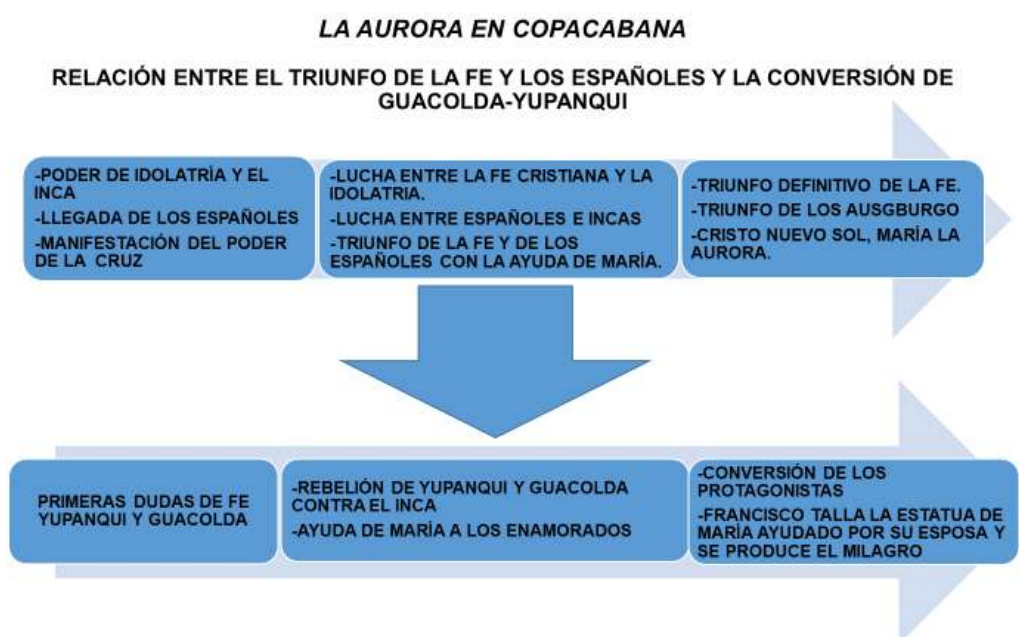 LA AURORA EN COPACABANA
RELACIÓN ENTRE EL TRIUNFO DE LA FE Y LOS ESPAÑOLES Y LA CONVERSIÓN DE
GUACOLDA-YUPANQUI
-PODER DE IDOLATRÍA Y EL
INCA
-LLEGADA DE LOS ESPAÑOLES
-MANIFESTACIÓN DEL PODER
DE LA CRUZ
-LUCHA ENTRE LA FE CRISTIANA Y LA
IDOLATRIA.
-LUCHA ENTRE ESPAÑOLES E INCAS
-TRIUNFO DE LA FE Y DE LOS
ESPAÑOLES CON LA AYUDA DE MARÍA.
-TRIUNFO DEFINITIVO DE LA FE.
-TRIUNFO DE LOS AUSGBURGO
-CRISTO NUEVO SOL, MARÍA LA
AURORA.
PRIMERAS DUDAS DE FE
YUPANQUI Y GUACOLDA
-REBELIÓN DE YUPANQUI Y GUACOLDA
CONTRA EL INCA
-AYUDA DE MARÍA A LOS ENAMORADOS
-CONVERSIÓN DE LOS
PROTAGONISTAS
-FRANCISCO TALLA LA ESTATUA DE
MARÍA AYUDADO POR SU ESPOSA Y
SE PRODUCE EL MILAGRO